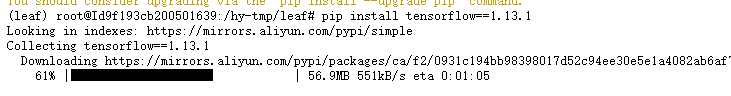 You should consider upgrading via the 'pip install --upgrade pip' command.
(leaf) root@Id9f193cb200501639:/hy-tmp/leaf# pip install tensorflow==1.13.1
Looking in indexes: https://mirrors.aliyun.com/pypi/simple
Collecting tensorflow==1.13.1
Downloading https://mirrors.aliyun.com/pypi/packages/ca/f2/0931c194bb98398017d52c94ee30e5e1a4082ab6af
61% | | 56.9MB 551kB/s eta 0:01:05